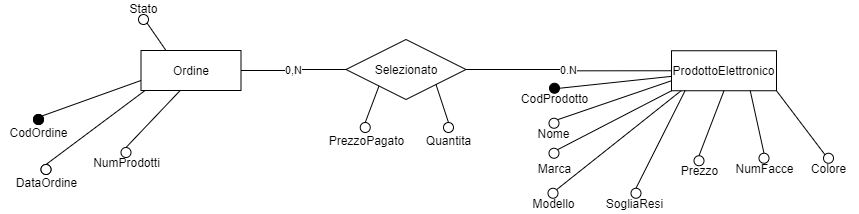 Stato
Ordine
0,N
Selezionato
0.N
ProdottoElettronico
CodOrdine
DataOrdine
NumProdotti
PrezzoPagato
Quantita
CodProdotto
Nome
Marca
Modello
SogliaResi
Prezzo
NumFacce
Colore